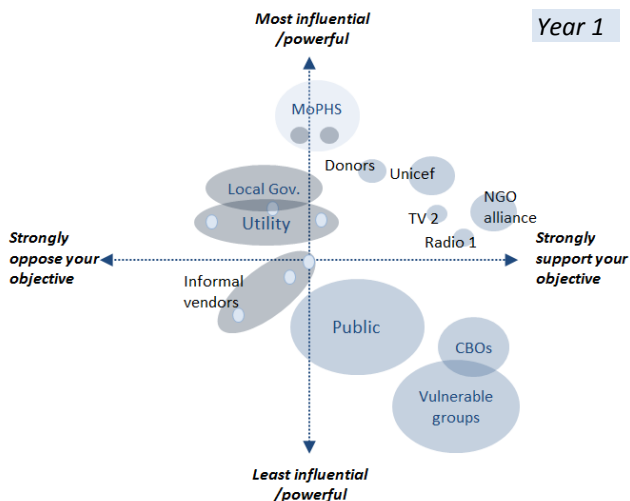 Most influential
/powerful
Year 1
MoPHS
Donors
Unicef
Local Gov.
NGO
alliance
TV 2
Utility
Radio 1
Strongly
oppose your
objective
Strongly
support your
objective
Informal
vendors
Public
CBOs
Vulnerable
groups
Least influential
/powerful